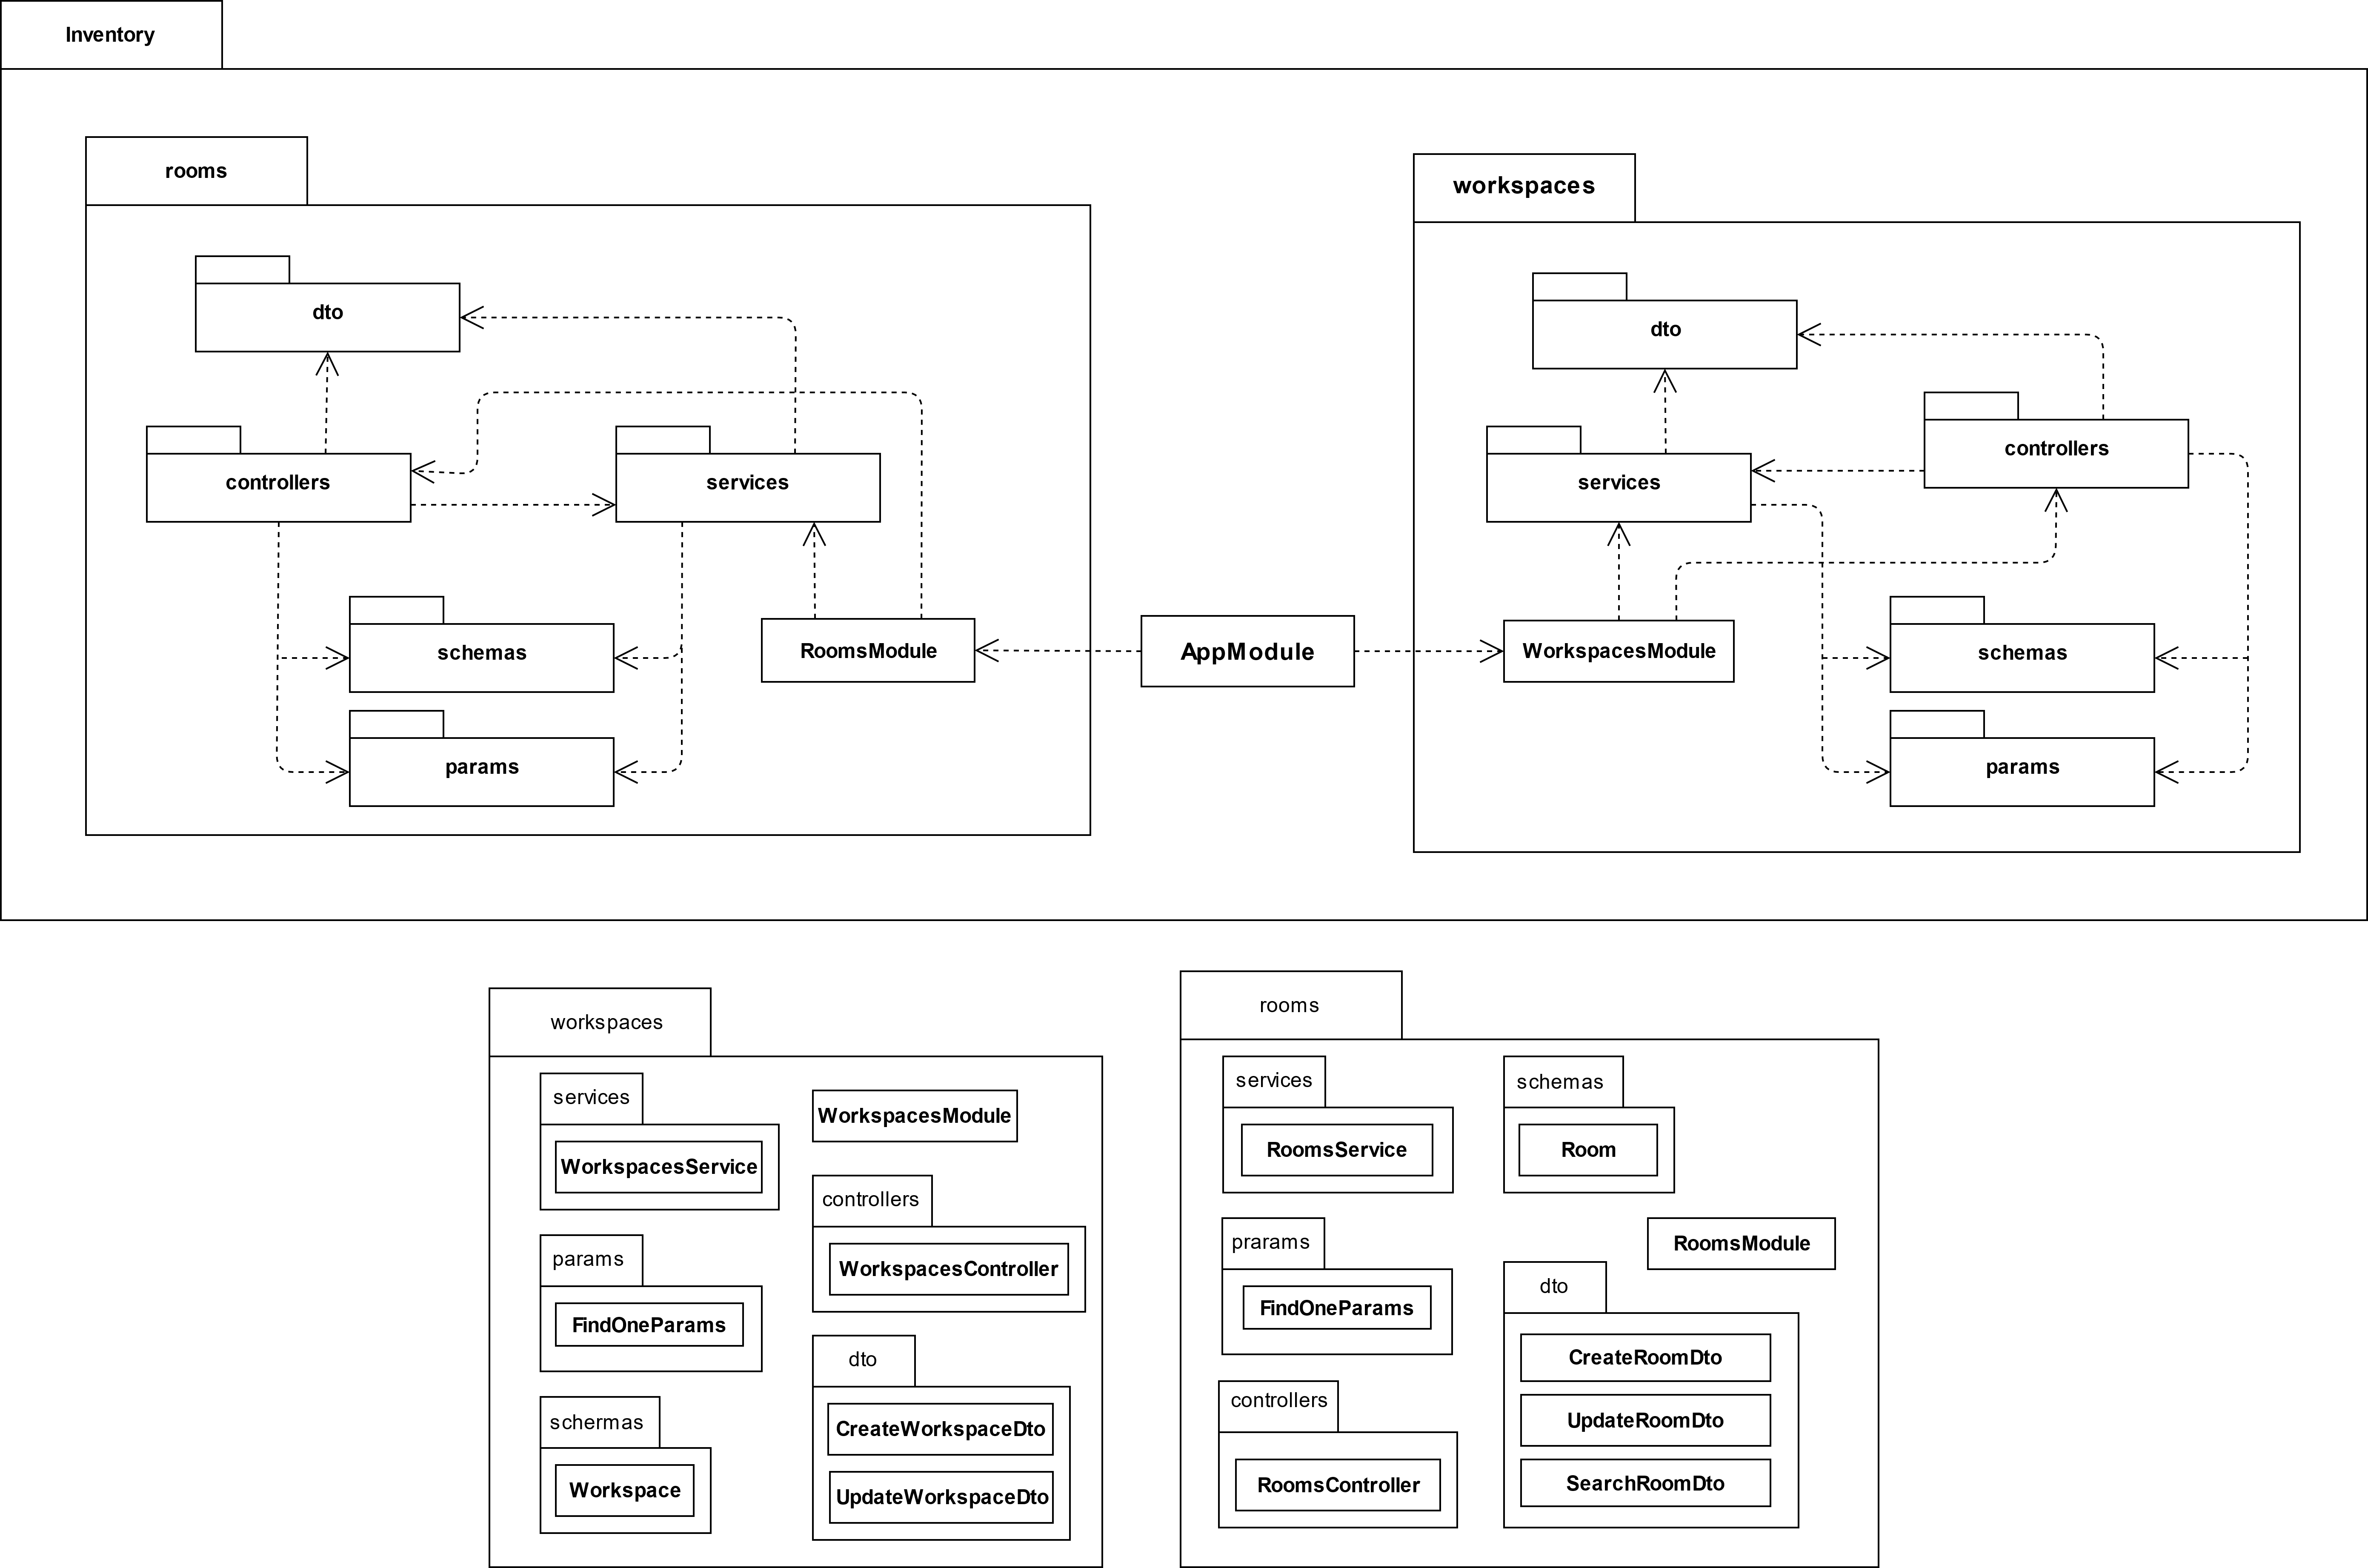 Inventory
rooms
dto
controllers
services
schemas
params
RoomsModule
AppModule
workspaces
dto
services
controllers
WorkspacesModule
schemas
params
workspaces
services
WorkspacesService
params
FindOneParams
schermas
Workspace
WorkspacesModule
controllers
WorkspacesController
dto
CreateWorkspaceDto
UpdateWorkspaceDto
rooms
services
RoomsService
prarams
FindOneParams
controllers
RoomsController
schemas
Room
RoomsModule
dto
CreateRoomDto
UpdateRoomDto
SearchRoomDto